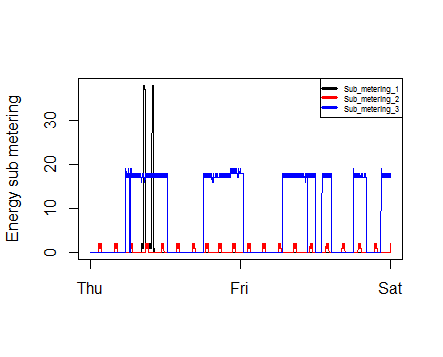 Sub_metering_1
Sub_metering_2
Sub_metering_3
Energy sub metering
30
20
10
0
Thu Fri Sat